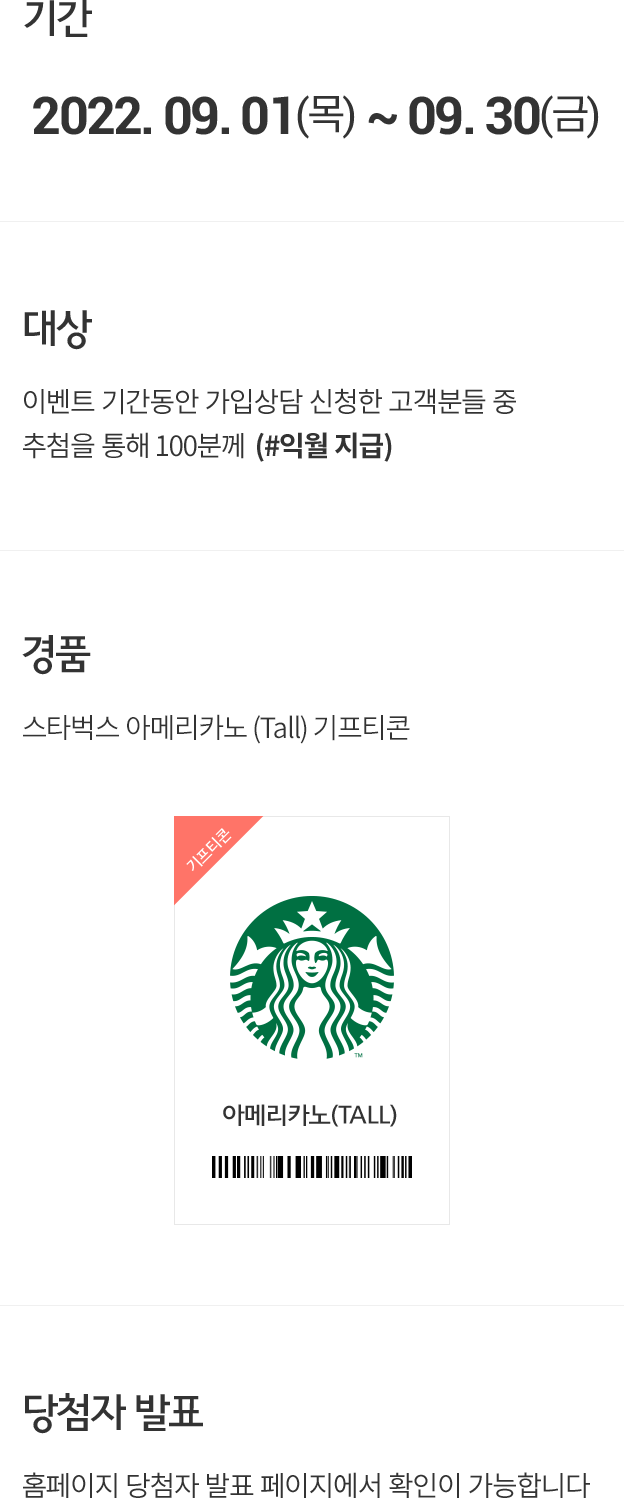 기간
2022. 09. 01(목) ~ 09. 30(금)
대상
이벤트 기간동안 가입상담 신청한 고객분들 중
추첨을 통해 100분께 (#익월 지급)
경품
스타벅스 아메리카노 (Tall) 기프티콘
기프티콘
TM
아메리카노(TALL)
당첨자 발표
홈페이지 당첨자 발표 페이지에서 확인이 가능합니다